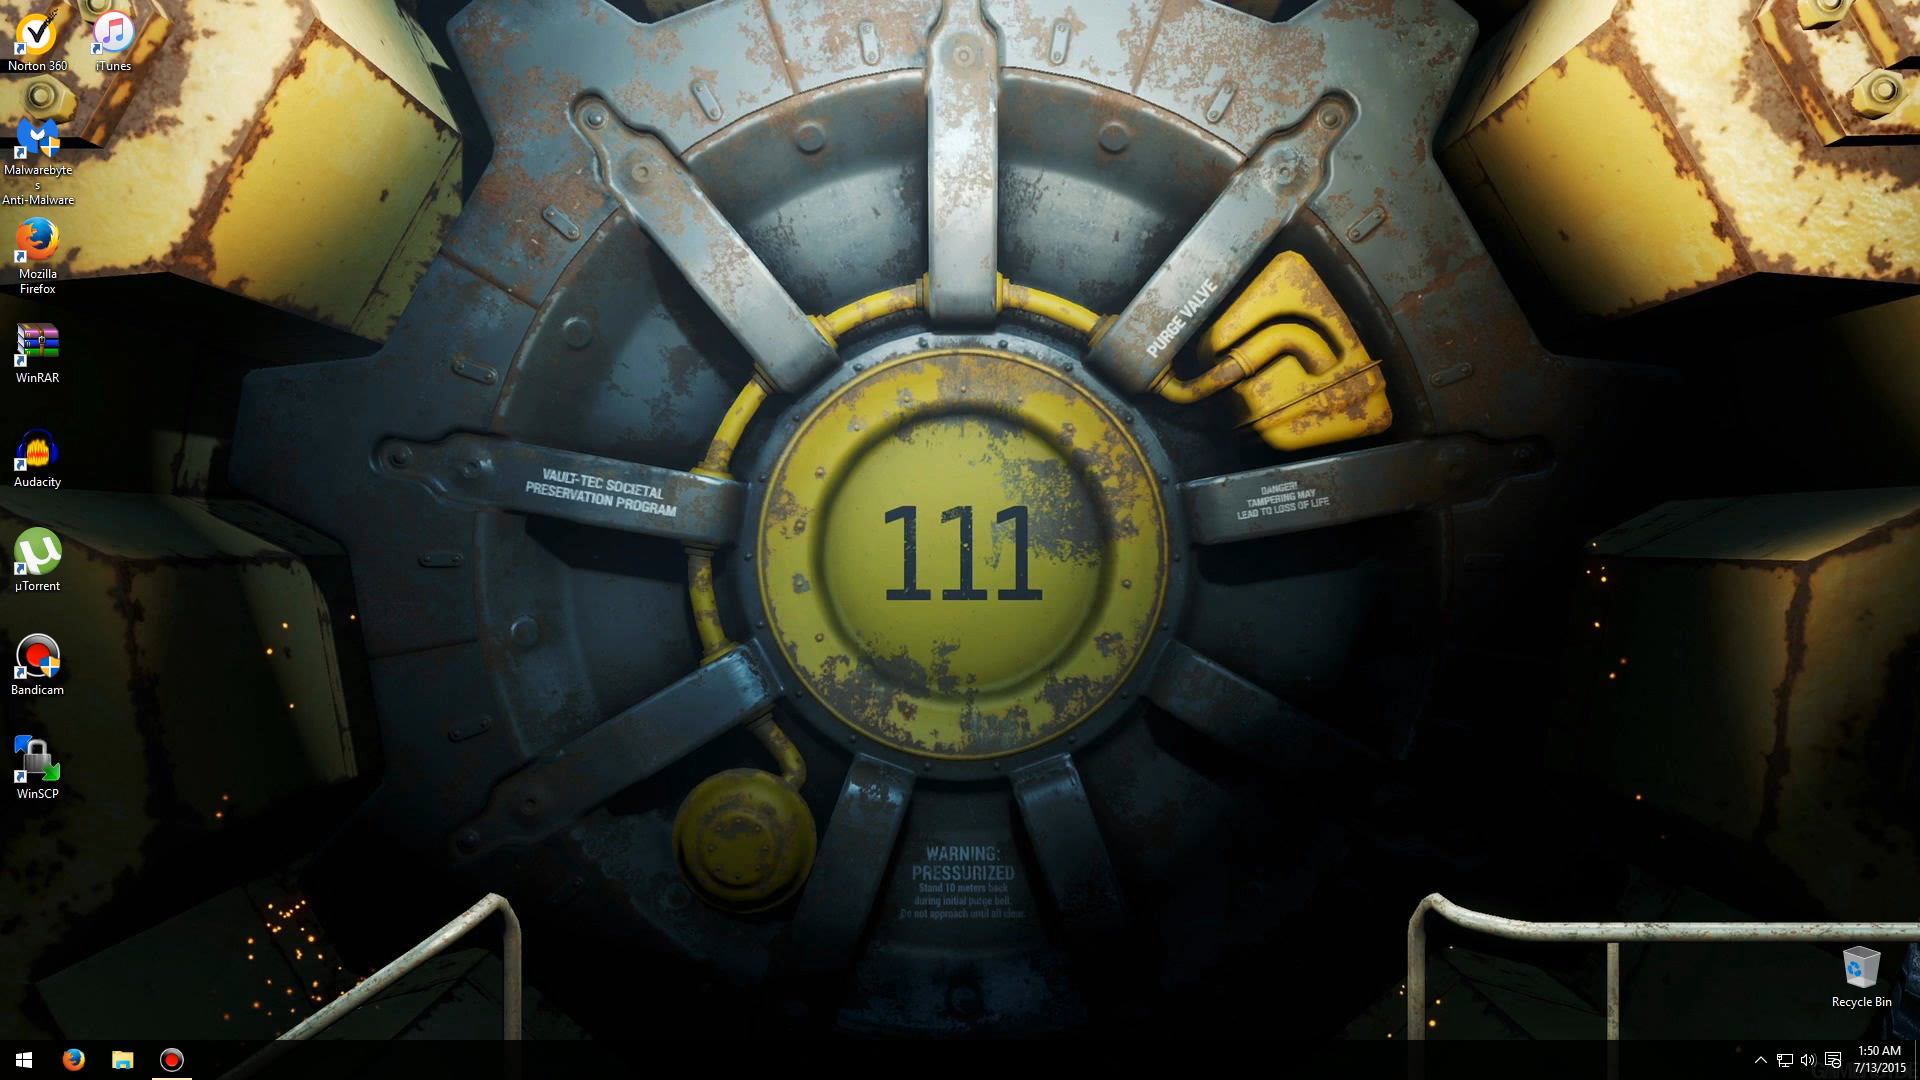 Norton 360
iTunes
Malwarebyte
s
Anti-Malware
Mozilla
Firefox
WinRAR
Audacity
µTorrent
Bandicam
WinSCP
PURGE VALVE
VAULT-TEC SOCIETAL
PRESERVATION PROGRAM
DANGER!
TAMPERING MAY
LEAD TO LOSS OF LIFE
111
WARNING:
PRESSURIZED
Stand 10 meters back
during initial purge bell.
Do not approach until all clear.
Recycle Bin
1:50 AM
7/13/2015